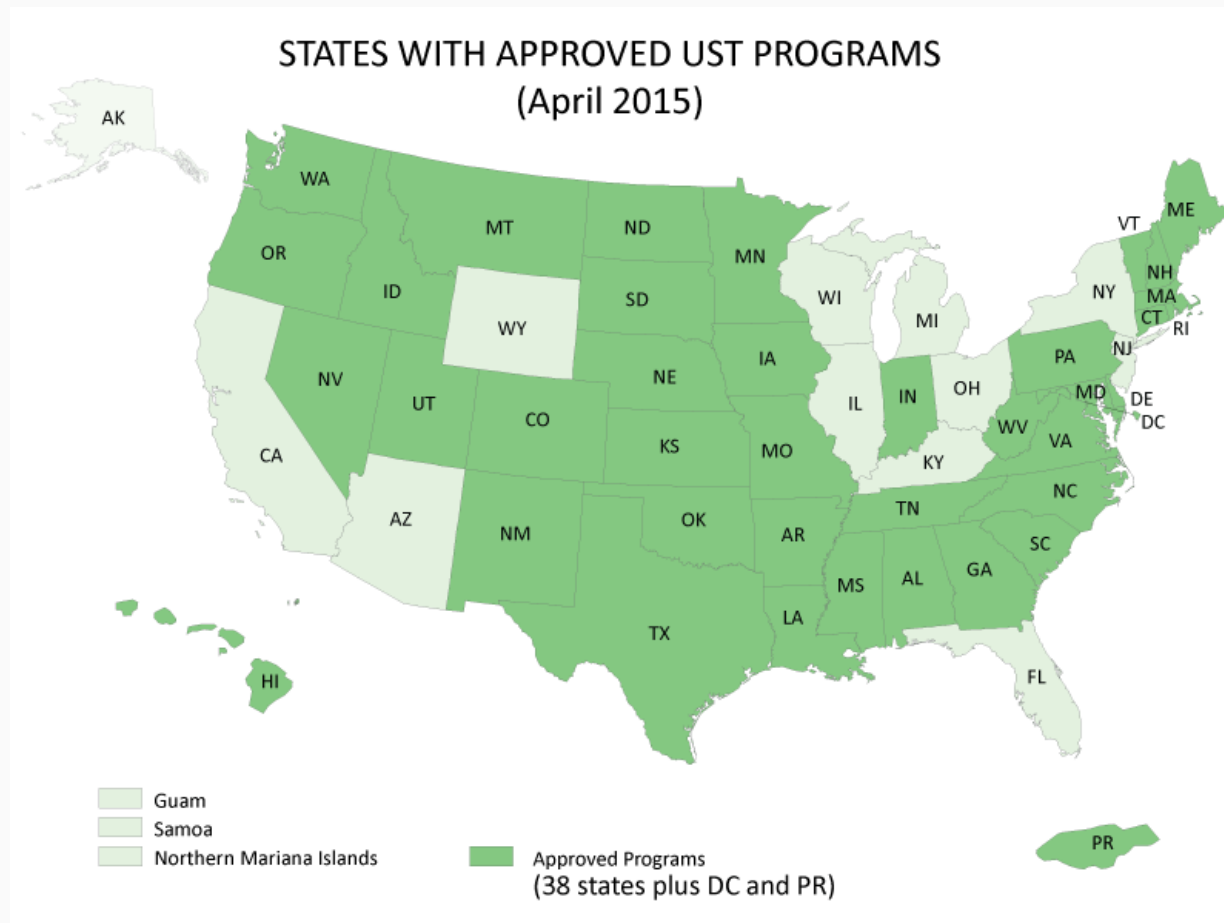 STATES WITH APPROVED UST PROGRAMS
(April 2015)
AK
WA
MT
ND
MN
VT
ME
OR
ID
SD
WI
MI
NY
NH
MA
CT
RI
WY
IA
NE
PA
NJ
NV
UT
CO
IL
IN
OH
MD
DE
DC
CA
KS
MO
WV
VA
KY
AZ
NM
OK
AR
TN
NC
SC
MS
AL
GA
TX
LA
HI
FL
Guam
Samoa
Northern Mariana Islands
Approved Programs
(38 states plus DC and PR)
PR